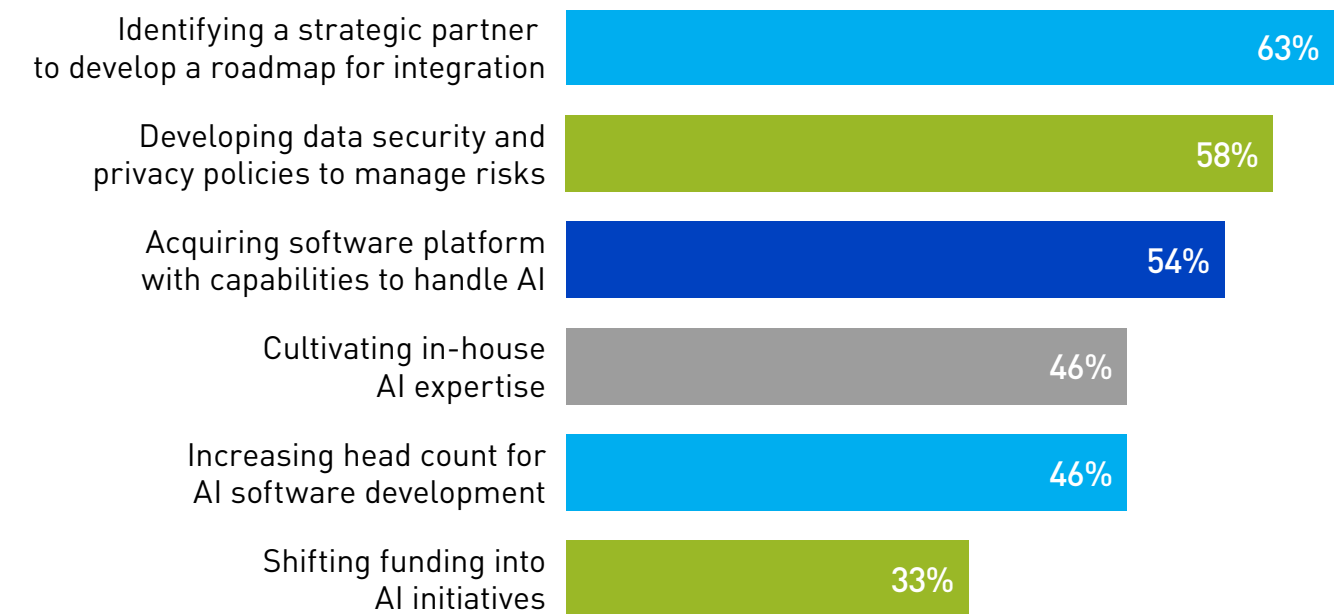 Identifying a strategic partner
to develop a roadmap for integration
63%
Developing data security and
privacy policies to manage risks
58%
Acquiring software platform
with capabilities to handle AI
54%
Cultivating in-house
AI expertise
46%
Increasing head count for
AI software development
46%
Shifting funding into
AI initiatives
33%